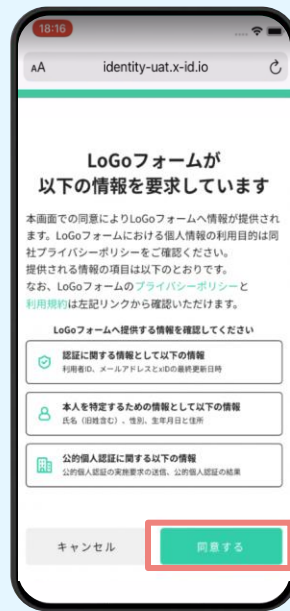 18:16
AA identity-uat.x-id.io
LoGoフォームが
以下の情報を要求しています
本画面での同意によりLoGoフォームへ情報が提供され
ます。LoGoフォームにおける個人情報の利用目的は同
社プライバシーポリシーをご確認ください。
提供される情報の項目は以下のとおりです。
なお、LoGoフォームのプライバシーポリシーと
利用規約は左記リンクから確認いただけます。
LoGoフォームへ提供する情報を確認してください
認証に関する情報として以下の情報
利用者ID、メールアドレスとxIDの最終更新日時
本人を特定するための情報として以下の情報
氏名（旧姓含む）、性別、生年月日と住所
公的個人認証に関する以下の情報
公的個人認証の実施要求の送信、公的個人認証の結果
キャンセル 同意する